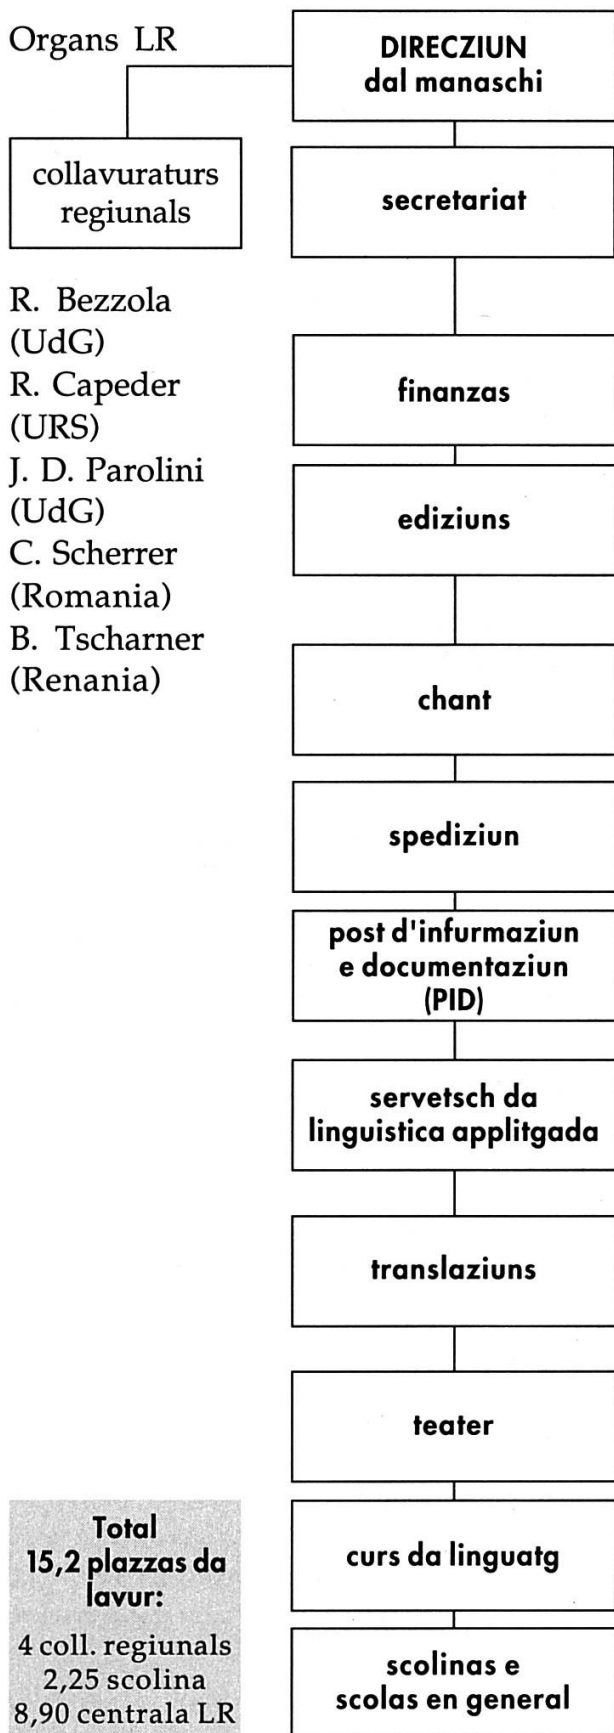 Organs LR
DIRECZIUN
dal manaschi
collavuraturs
regiunals
secretariat
R. Bezzola
(UdG)
R. Capeder
(URS)
J. D. Parolini
(UdG)
C. Scherrer
(Romania)
B. Tscharner
(Renania)
finanzas
ediziuns
chant
spediziun
post d'infurmaziun
e documentaziun
(PID)
servetsch da
linguistica applitgada
translaziuns
teater
curs da linguatg
scolinas e
scolas en general
Total
15,2 plazzas da
lavur:
4 coll. regiunals
2,25 scolina
8,90 centrala LR